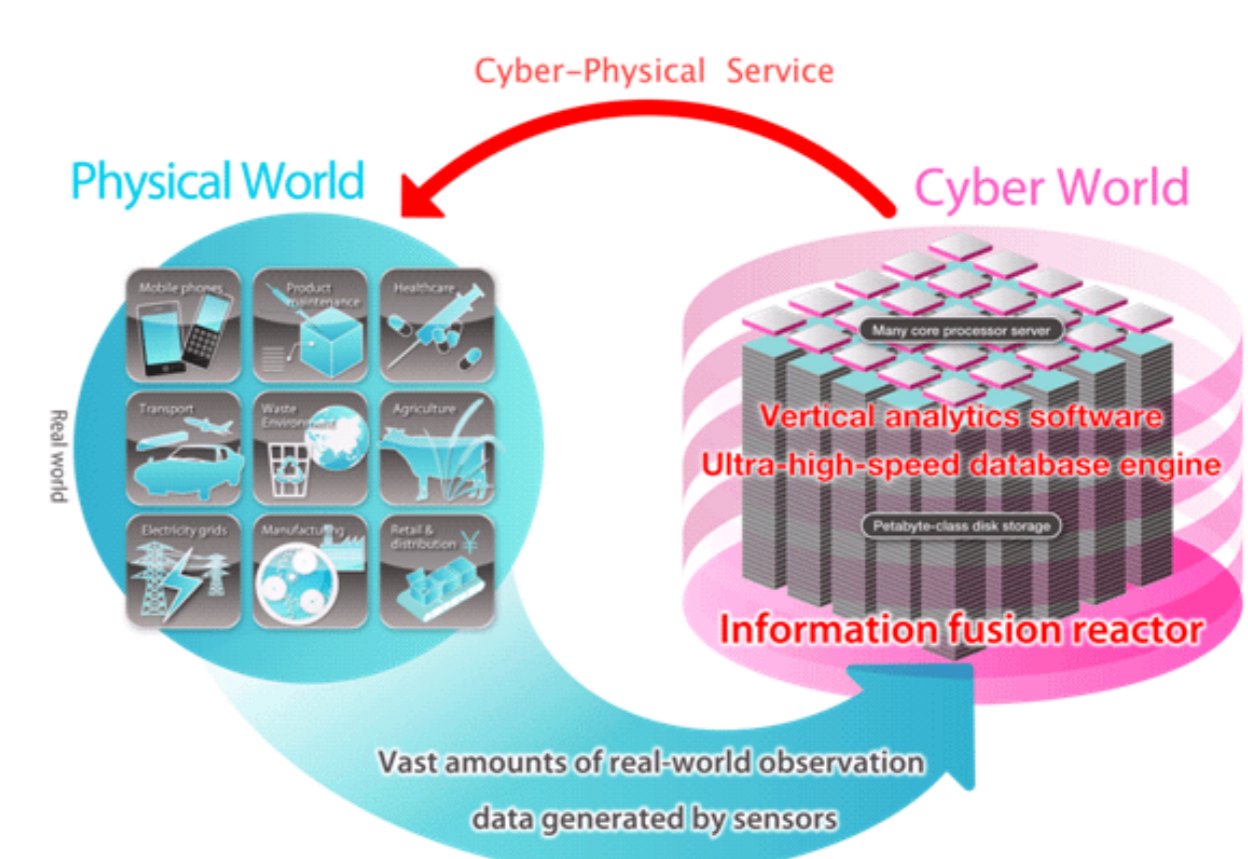 Cyber-Physical Service
Physical World
Cyber World
Real world
Mobile phones
Product
maintenance
Healthcare
Transport
Waste
Environment
Agriculture
Electricity grids
Manufacturing
Retail &
distribution
¥
Many core processor server
Vertical analytics software
Ultra-high-speed database engine
Petabyte-class disk storage
Information fusion reactor
Vast amounts of real-world observation
data generated by sensors